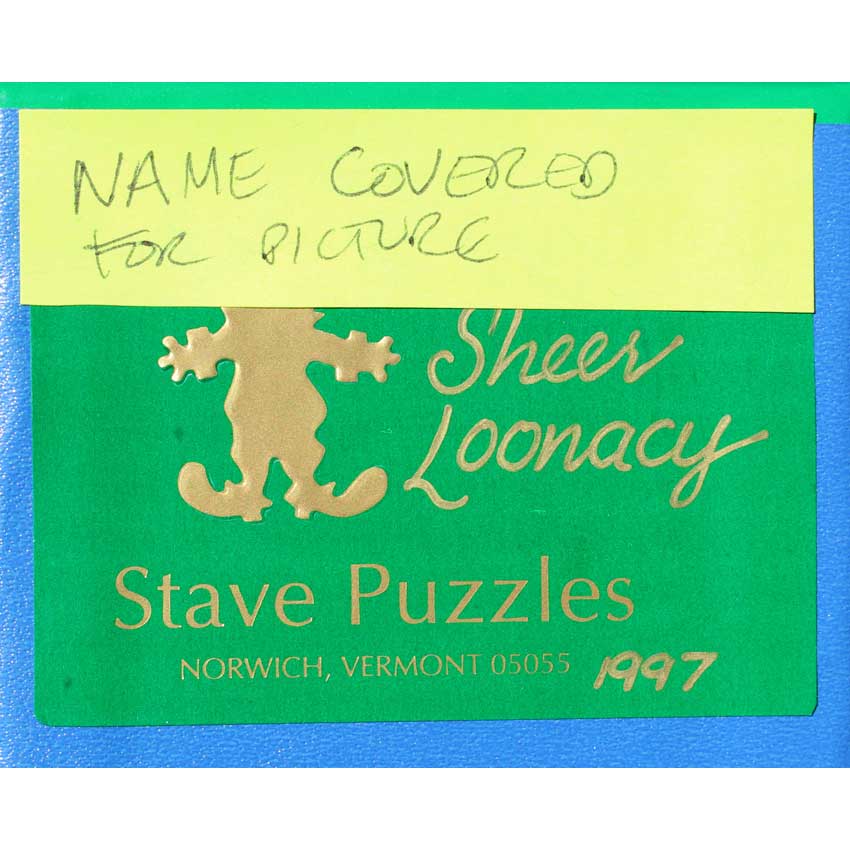 NAME COVERED
FOR PICTURE
Sheer
Loonacy
Stave Puzzles
NORWICH, VERMONT 05055 1997